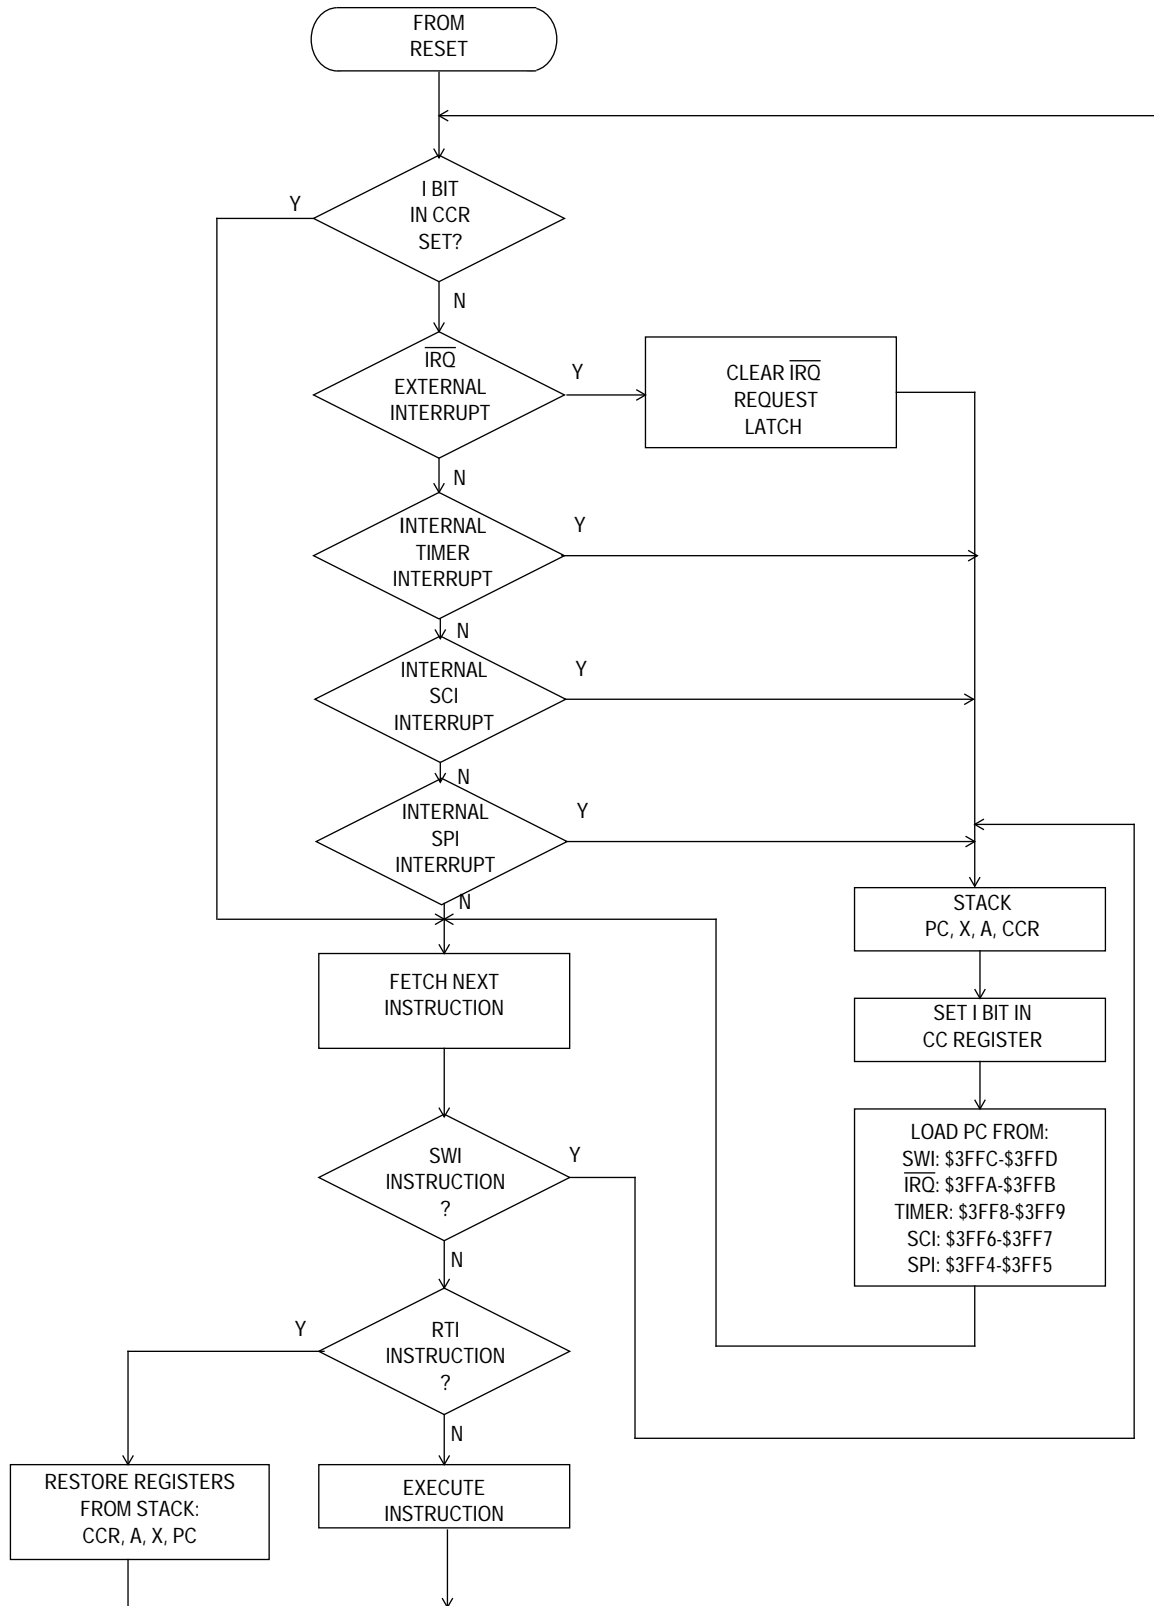 FROM
RESET
Y
I BIT
IN CCR
SET?
N
IRQ
EXTERNAL
INTERRUPT
Y
CLEAR IRQ
REQUEST
LATCH
N
INTERNAL
TIMER
INTERRUPT
Y
N
INTERNAL
SCI
INTERRUPT
Y
N
INTERNAL
SPI
INTERRUPT
Y
N
STACK
PC, X, A, CCR
FETCH NEXT
INSTRUCTION
SET I BIT IN
CC REGISTER
LOAD PC FROM:
SWI: $3FFC-$3FFD
IRQ: $3FFA-$3FFB
TIMER: $3FF8-$3FF9
SCI: $3FF6-$3FF7
SPI: $3FF4-$3FF5
SWI
INSTRUCTION
?
Y
N
Y
RTI
INSTRUCTION
?
N
RESTORE REGISTERS
FROM STACK:
CCR, A, X, PC
EXECUTE
INSTRUCTION